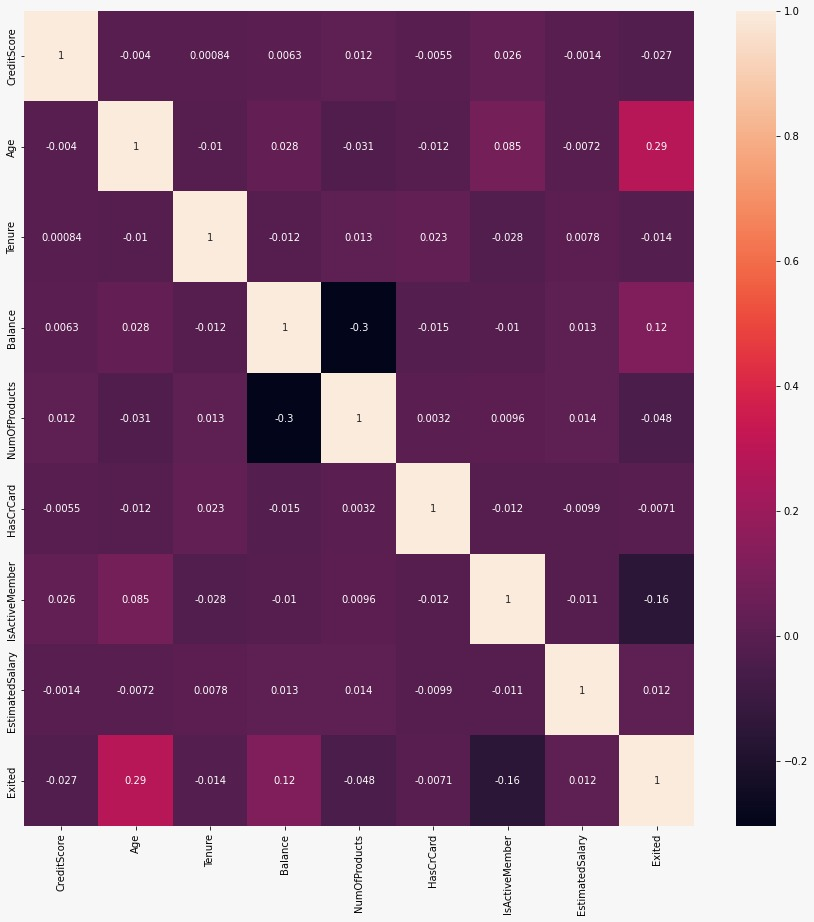 CreditScore 1 -0.004 0.00084 0.0063 0.012 -0.0055 0.026 -0.0014 -0.027
Age -0.004 1 -0.01 0.028 -0.031 -0.012 0.085 -0.0072 0.29
Tenure 0.00084 -0.01 1 -0.012 0.013 0.023 -0.028 0.0078 -0.014
Balance 0.0063 0.028 -0.012 1 -0.3 -0.015 -0.01 0.013 0.12
NumOfProducts 0.012 -0.031 0.013 -0.3 1 0.0032 0.0096 0.014 -0.048
HasCrCard -0.0055 -0.012 0.023 -0.015 0.0032 1 -0.012 -0.0099 -0.0071
IsActiveMember 0.026 0.085 -0.028 -0.01 0.0096 -0.012 1 -0.011 -0.16
EstimatedSalary -0.0014 -0.0072 0.0078 0.013 0.014 -0.0099 -0.011 1 0.012
Exited -0.027 0.29 -0.014 0.12 -0.048 -0.0071 -0.16 0.012 1
CreditScore Age Tenure Balance NumOfProducts HasCrCard IsActiveMember EstimatedSalary Exited
1.0
0.8
0.6
0.4
0.2
0.0
−0.2